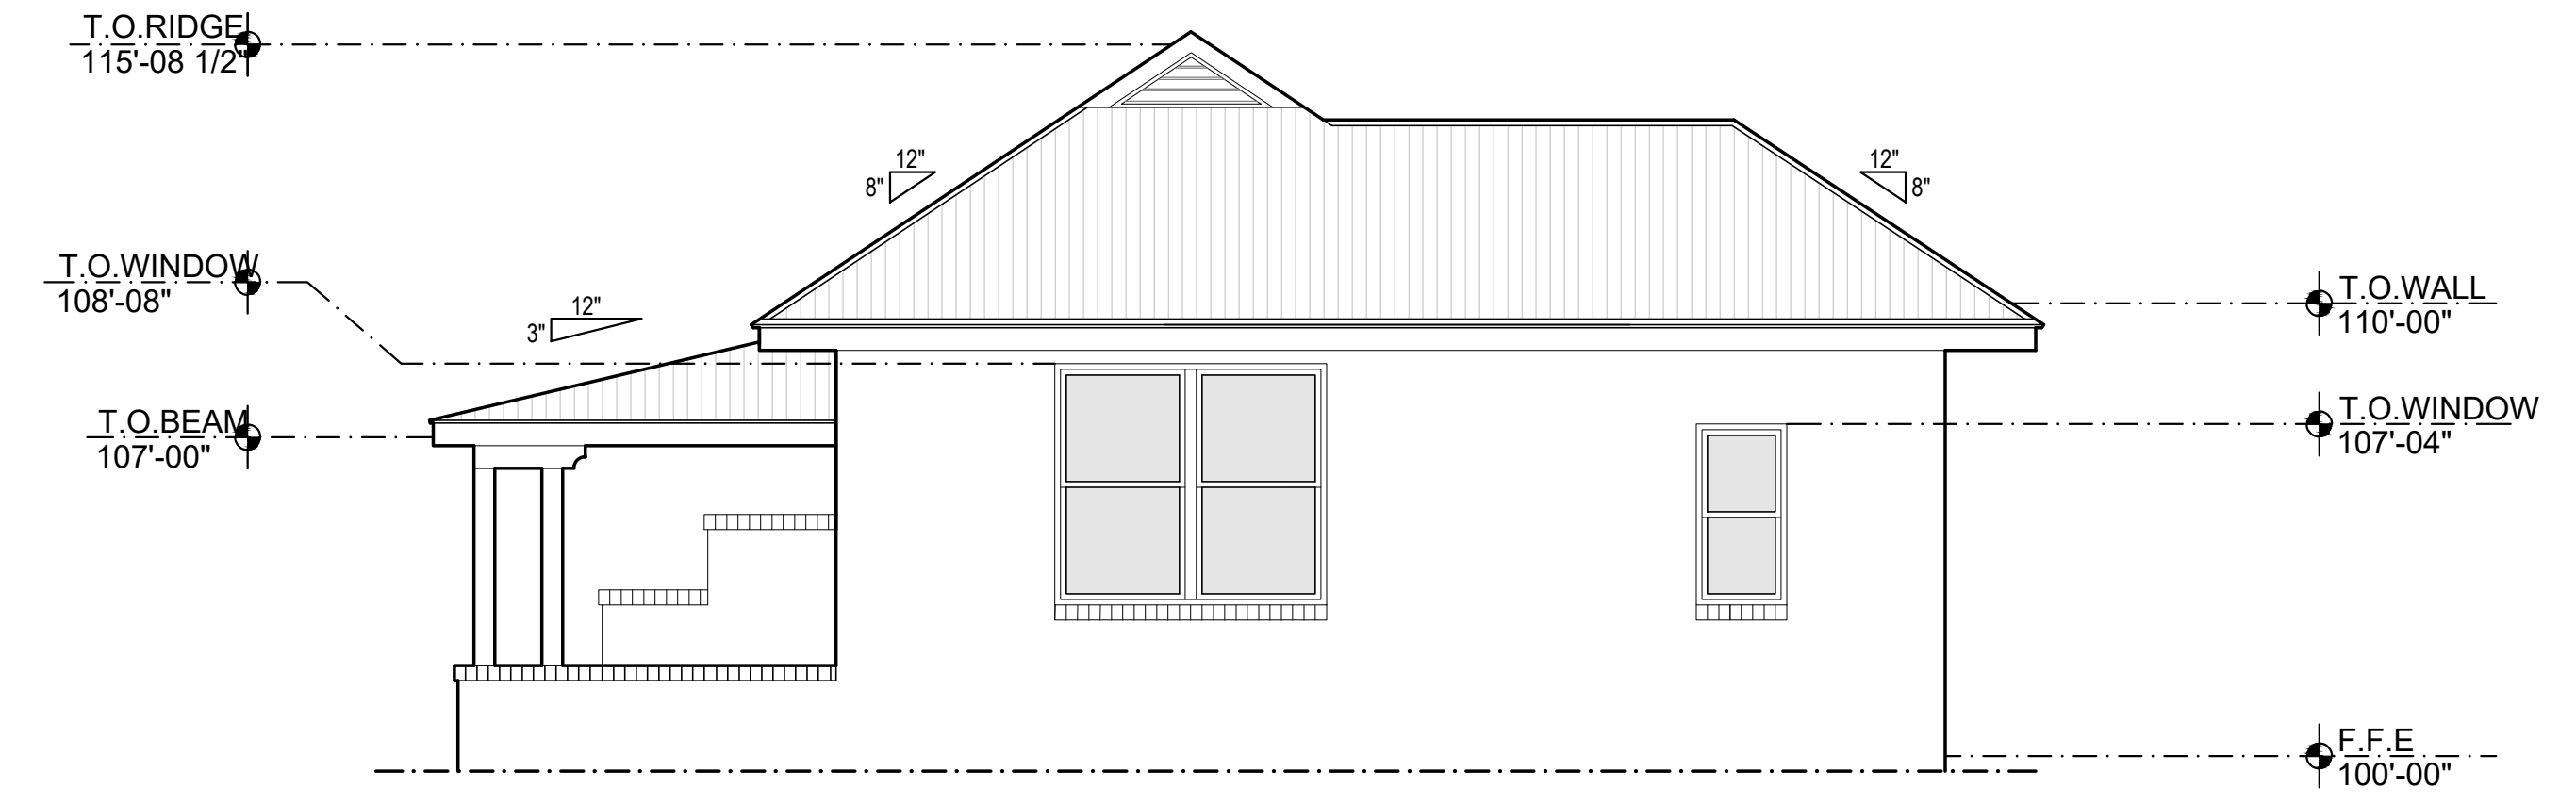 T.O.RIDGE
115'-08 1/2"
12"
8"
12"
8"
T.O.WINDOW
108'-08"
12"
3"
T.O.WALL
110'-00"
T.O.BEAM
107'-00"
T.O.WINDOW
107'-04"
F.F.E
100'-00"